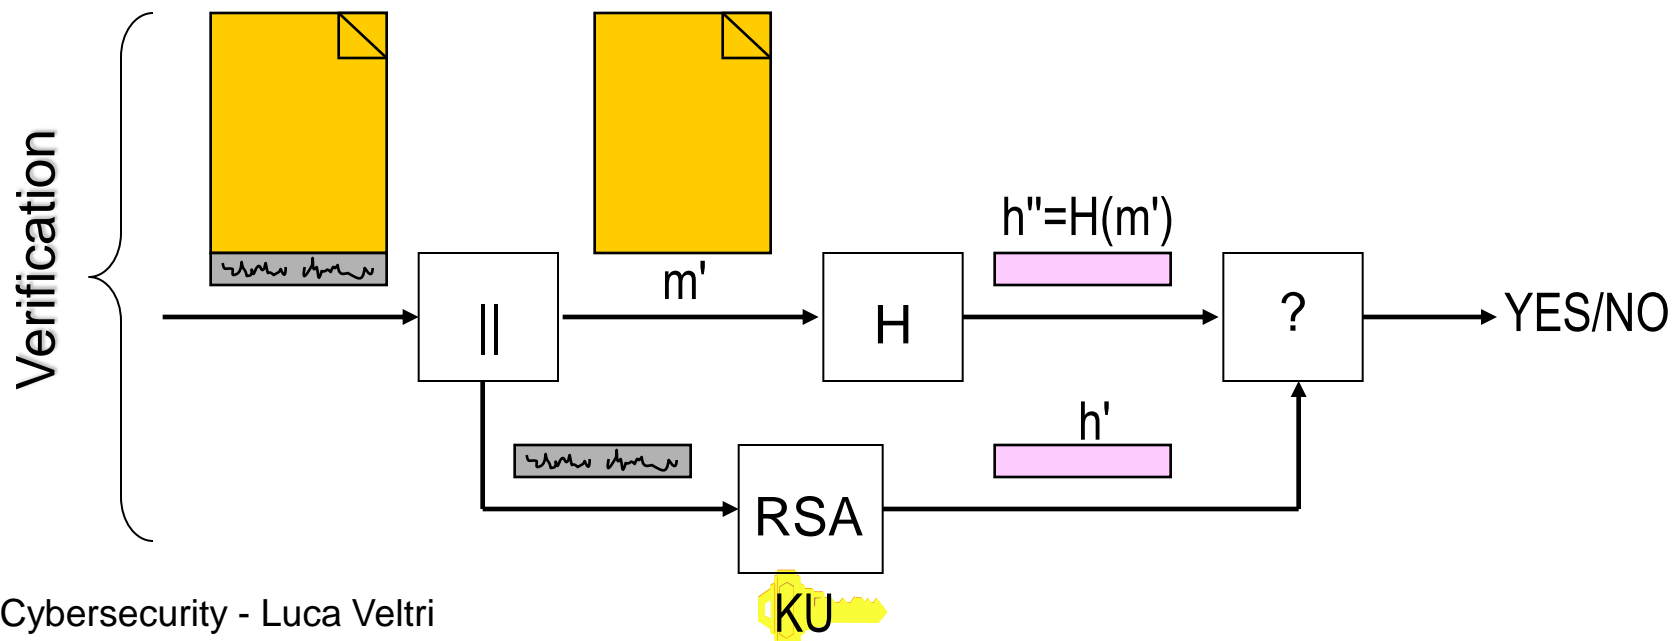 Verification
m'
h"=H(m')
||
H
?
YES/NO
h'
RSA
KU
Cybersecurity - Luca Veltri